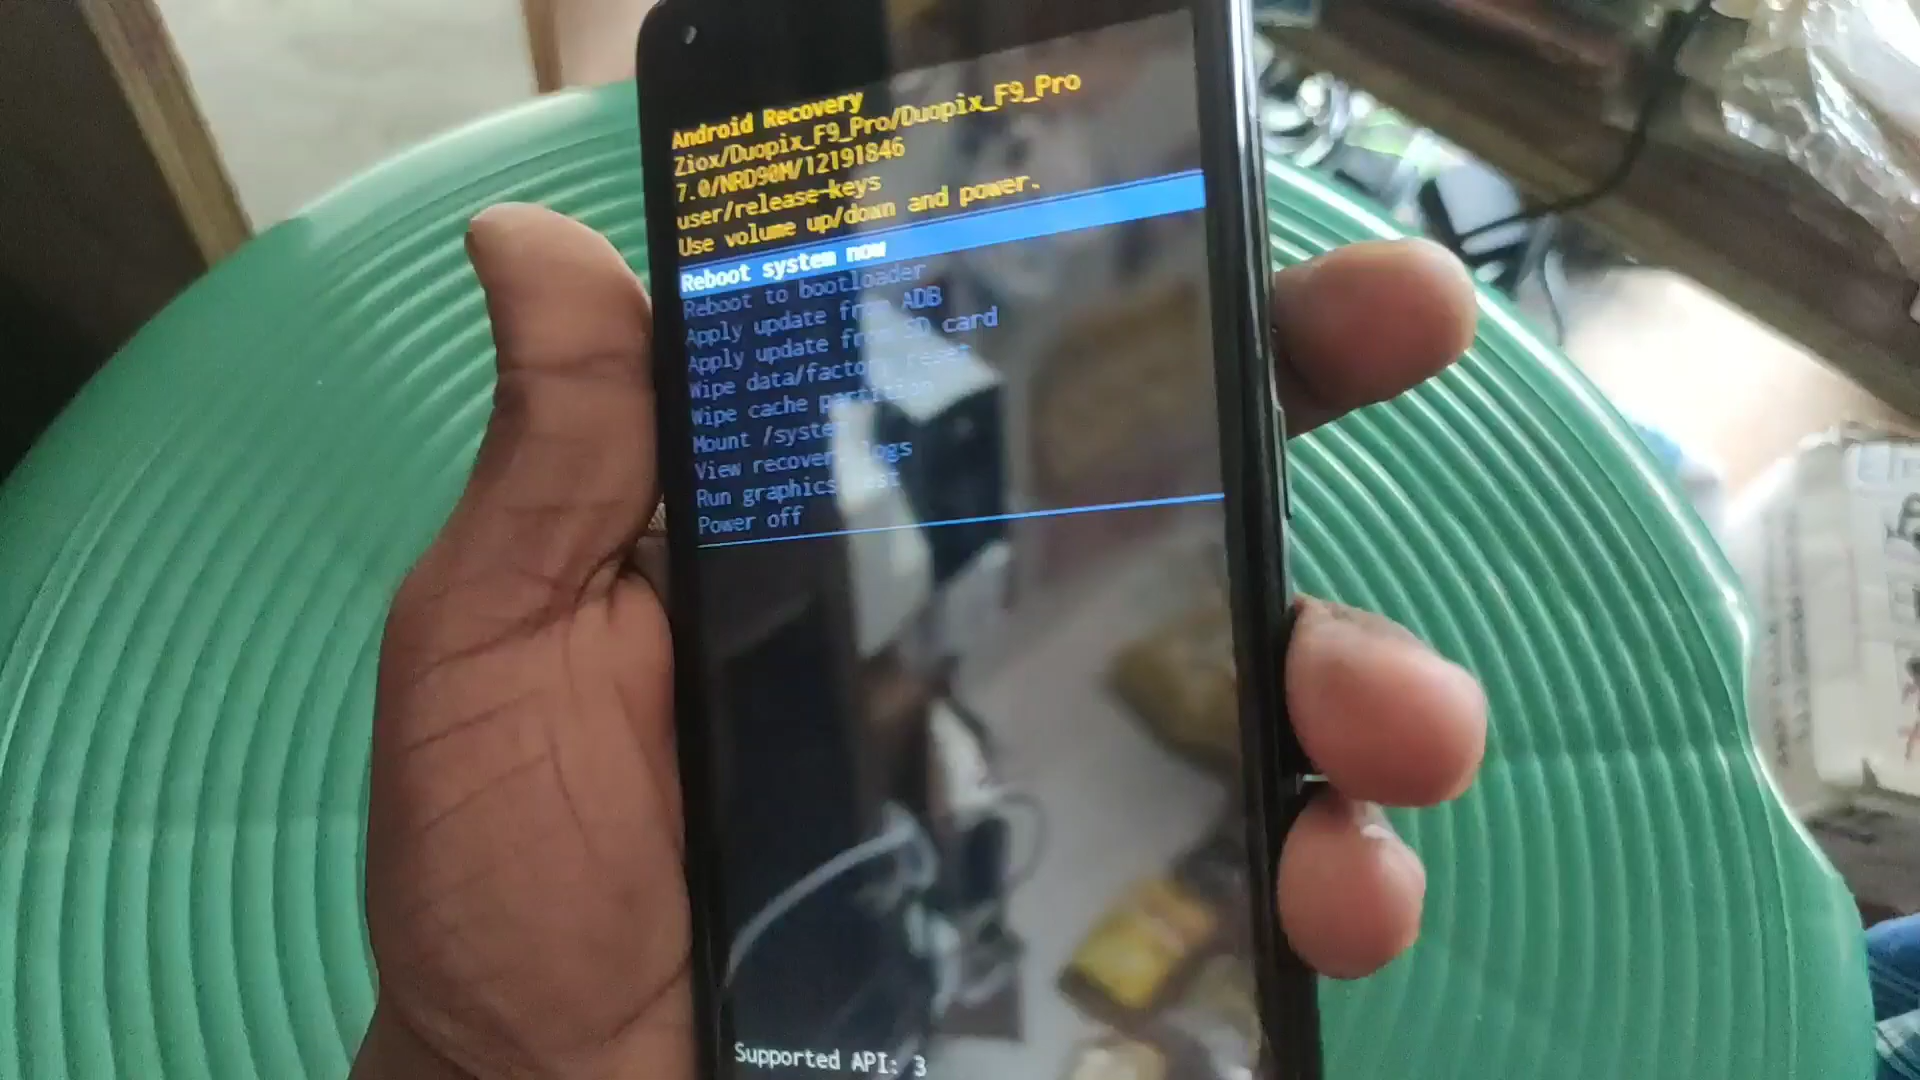 Android Recovery
Ziox/Duopix_F9_Pro/Duopix_F9_Pro
7.0/NRD90M/12191846
user/release-keys
Use volume up/down and power.
Reboot system now
Reboot to bootloader
Apply update from ADB
Apply update from SD card
Wipe data/factory reset
Wipe cache partition
Mount /system
View recovery logs
Run graphics test
Power off
Supported API: 3